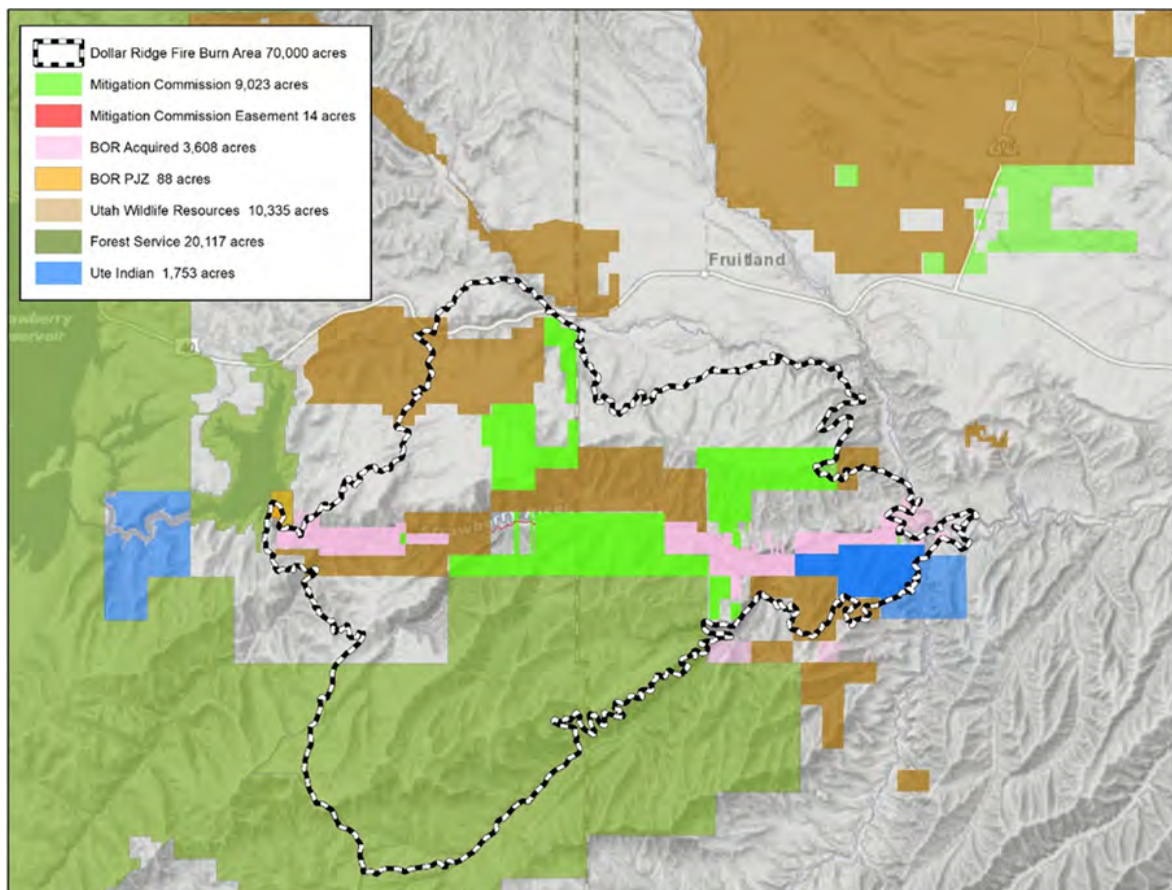 Dollar Ridge Fire Burn Area 70,000 acres
Mitigation Commission 9,023 acres
Mitigation Commission Easement 14 acres
BOR Acquired 3,608 acres
BOR PJZ 88 acres
Utah Wildlife Resources 10,335 acres
Forest Service 20,117 acres
Ute Indian 1,753 acres
Fruitland
40